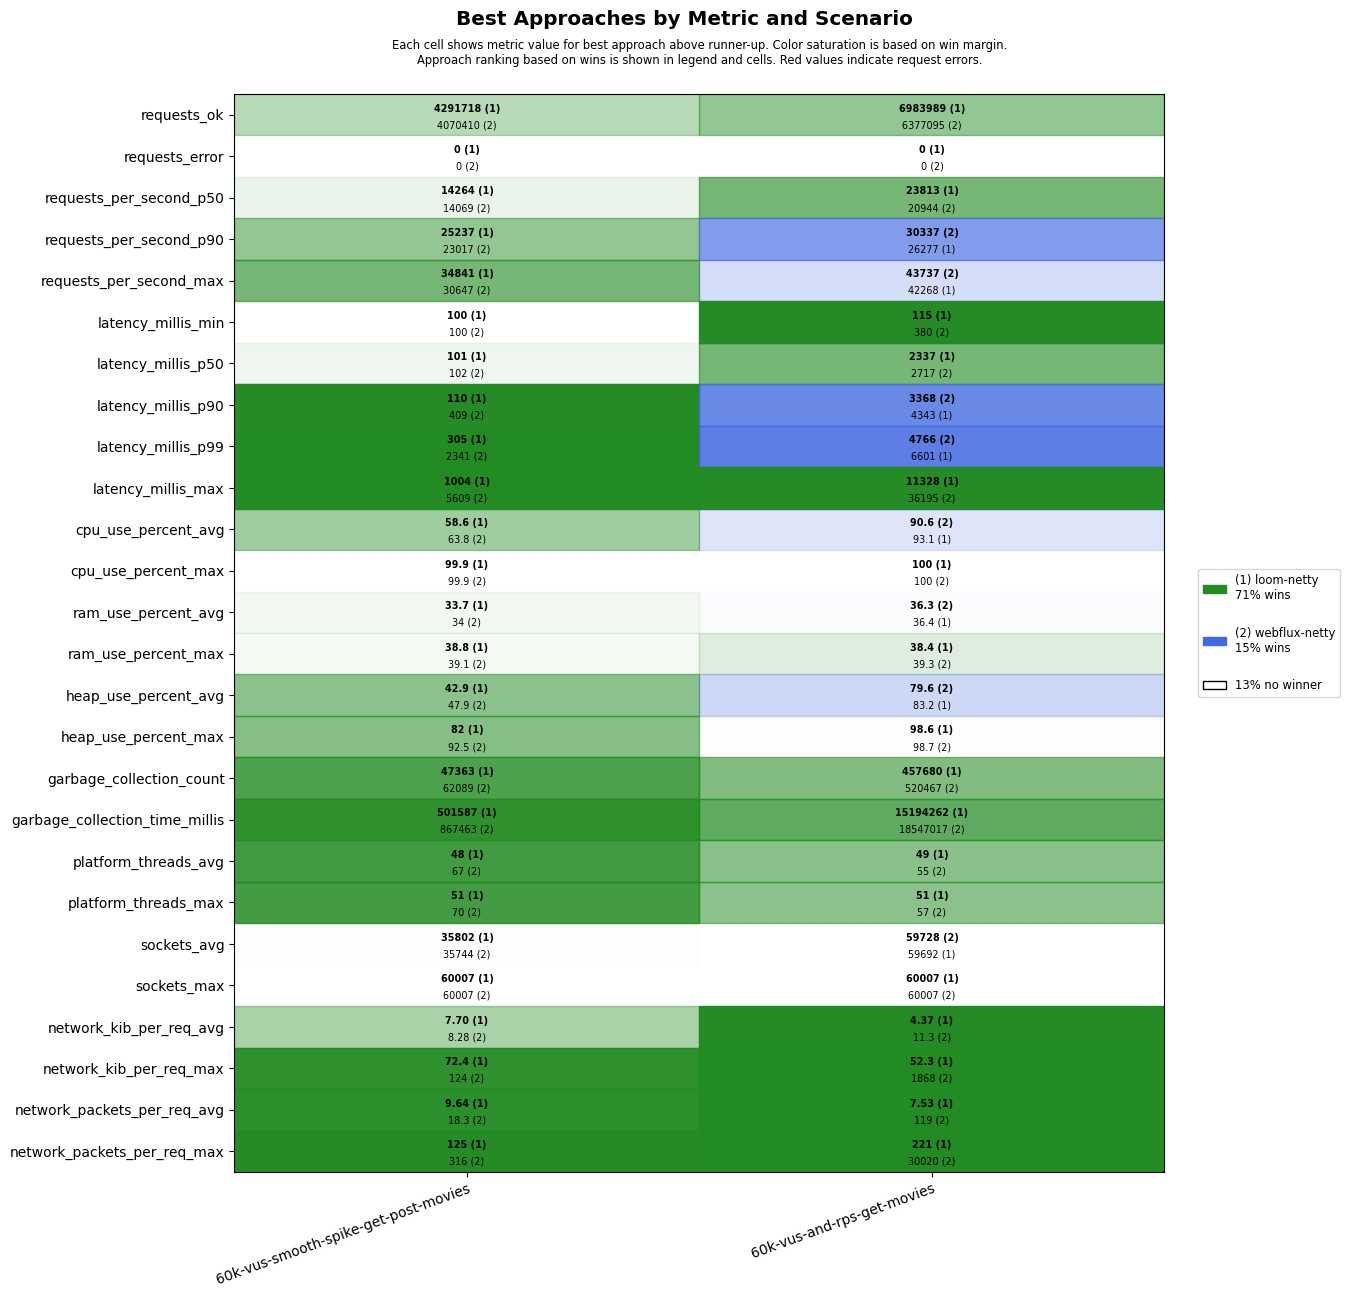 Best Approaches by Metric and Scenario
Each cell shows metric value for best approach above runner-up. Color saturation is based on win margin.
Approach ranking based on wins is shown in legend and cells. Red values indicate request errors.
requests_ok
4291718 (1)
4070410 (2)
6983989 (1)
6377095 (2)
requests_error
0 (1)
0 (2)
0 (1)
0 (2)
requests_per_second_p50
14264 (1)
14069 (2)
23813 (1)
20944 (2)
requests_per_second_p90
25237 (1)
23017 (2)
30337 (2)
26277 (1)
requests_per_second_max
34841 (1)
30647 (2)
43737 (2)
42268 (1)
latency_millis_min
100 (1)
100 (2)
115 (1)
380 (2)
latency_millis_p50
101 (1)
102 (2)
2337 (1)
2717 (2)
latency_millis_p90
110 (1)
409 (2)
3368 (2)
4343 (1)
latency_millis_p99
305 (1)
2341 (2)
4766 (2)
6601 (1)
latency_millis_max
1004 (1)
5609 (2)
11328 (1)
36195 (2)
cpu_use_percent_avg
58.6 (1)
63.8 (2)
90.6 (2)
93.1 (1)
cpu_use_percent_max
99.9 (1)
99.9 (2)
100 (1)
100 (2)
ram_use_percent_avg
33.7 (1)
34 (2)
36.3 (2)
36.4 (1)
ram_use_percent_max
38.8 (1)
39.1 (2)
38.4 (1)
39.3 (2)
heap_use_percent_avg
42.9 (1)
47.9 (2)
79.6 (2)
83.2 (1)
heap_use_percent_max
82 (1)
92.5 (2)
98.6 (1)
98.7 (2)
garbage_collection_count
47363 (1)
62089 (2)
457680 (1)
520467 (2)
garbage_collection_time_millis
501587 (1)
867463 (2)
15194262 (1)
18547017 (2)
platform_threads_avg
48 (1)
67 (2)
49 (1)
55 (2)
platform_threads_max
51 (1)
70 (2)
51 (1)
57 (2)
sockets_avg
35802 (1)
35744 (2)
59728 (2)
59692 (1)
sockets_max
60007 (1)
60007 (2)
60007 (1)
60007 (2)
network_kib_per_req_avg
7.70 (1)
8.28 (2)
4.37 (1)
11.3 (2)
network_kib_per_req_max
72.4 (1)
124 (2)
52.3 (1)
1868 (2)
network_packets_per_req_avg
9.64 (1)
18.3 (2)
7.53 (1)
119 (2)
network_packets_per_req_max
125 (1)
316 (2)
221 (1)
30020 (2)
60k-vus-smooth-spike-get-post-movies
60k-vus-and-rps-get-movies
(1) loom-netty
71% wins
(2) webflux-netty
15% wins
13% no winner